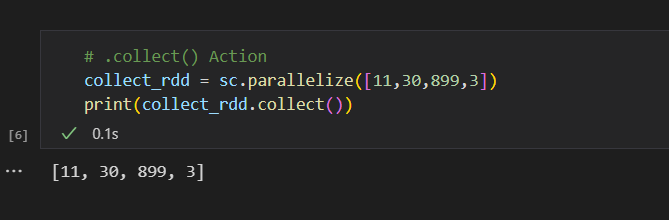 # .collect() Action
collect_rdd = sc.parallelize([11,30,899,3])
print(collect_rdd.collect())
[6]
0.1s
[11, 30, 899, 3]